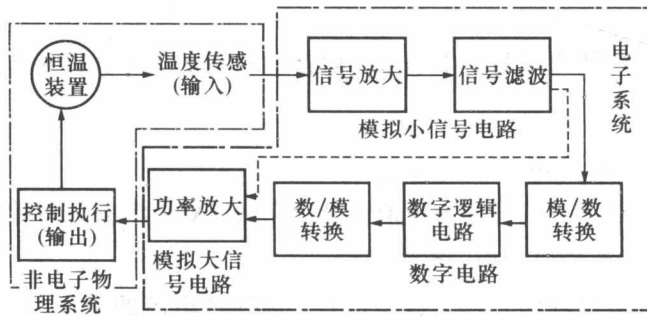 恒温
装置
温度传感
(输入)
信号放大
信号滤波
电子系统
模拟小信号电路
控制执行
(输出)
功率放大
数/模
转换
数字逻辑
电路
模/数
转换
非电子物
理系统
模拟大信
号电路
数字电路